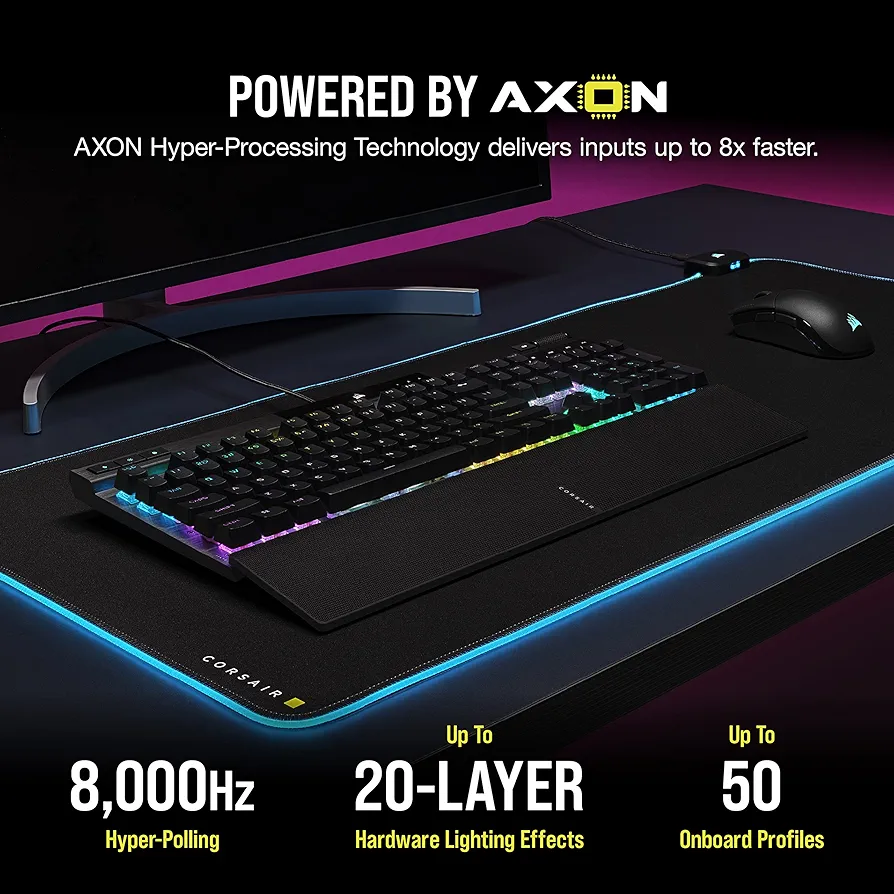 POWERED BY AXON
AXON Hyper-Processing Technology delivers inputs up to 8x faster.
CORSAIR
CORSAIR
8,000Hz
Hyper-Polling
Up To
20-LAYER
Hardware Lighting Effects
Up To
50
Onboard Profiles